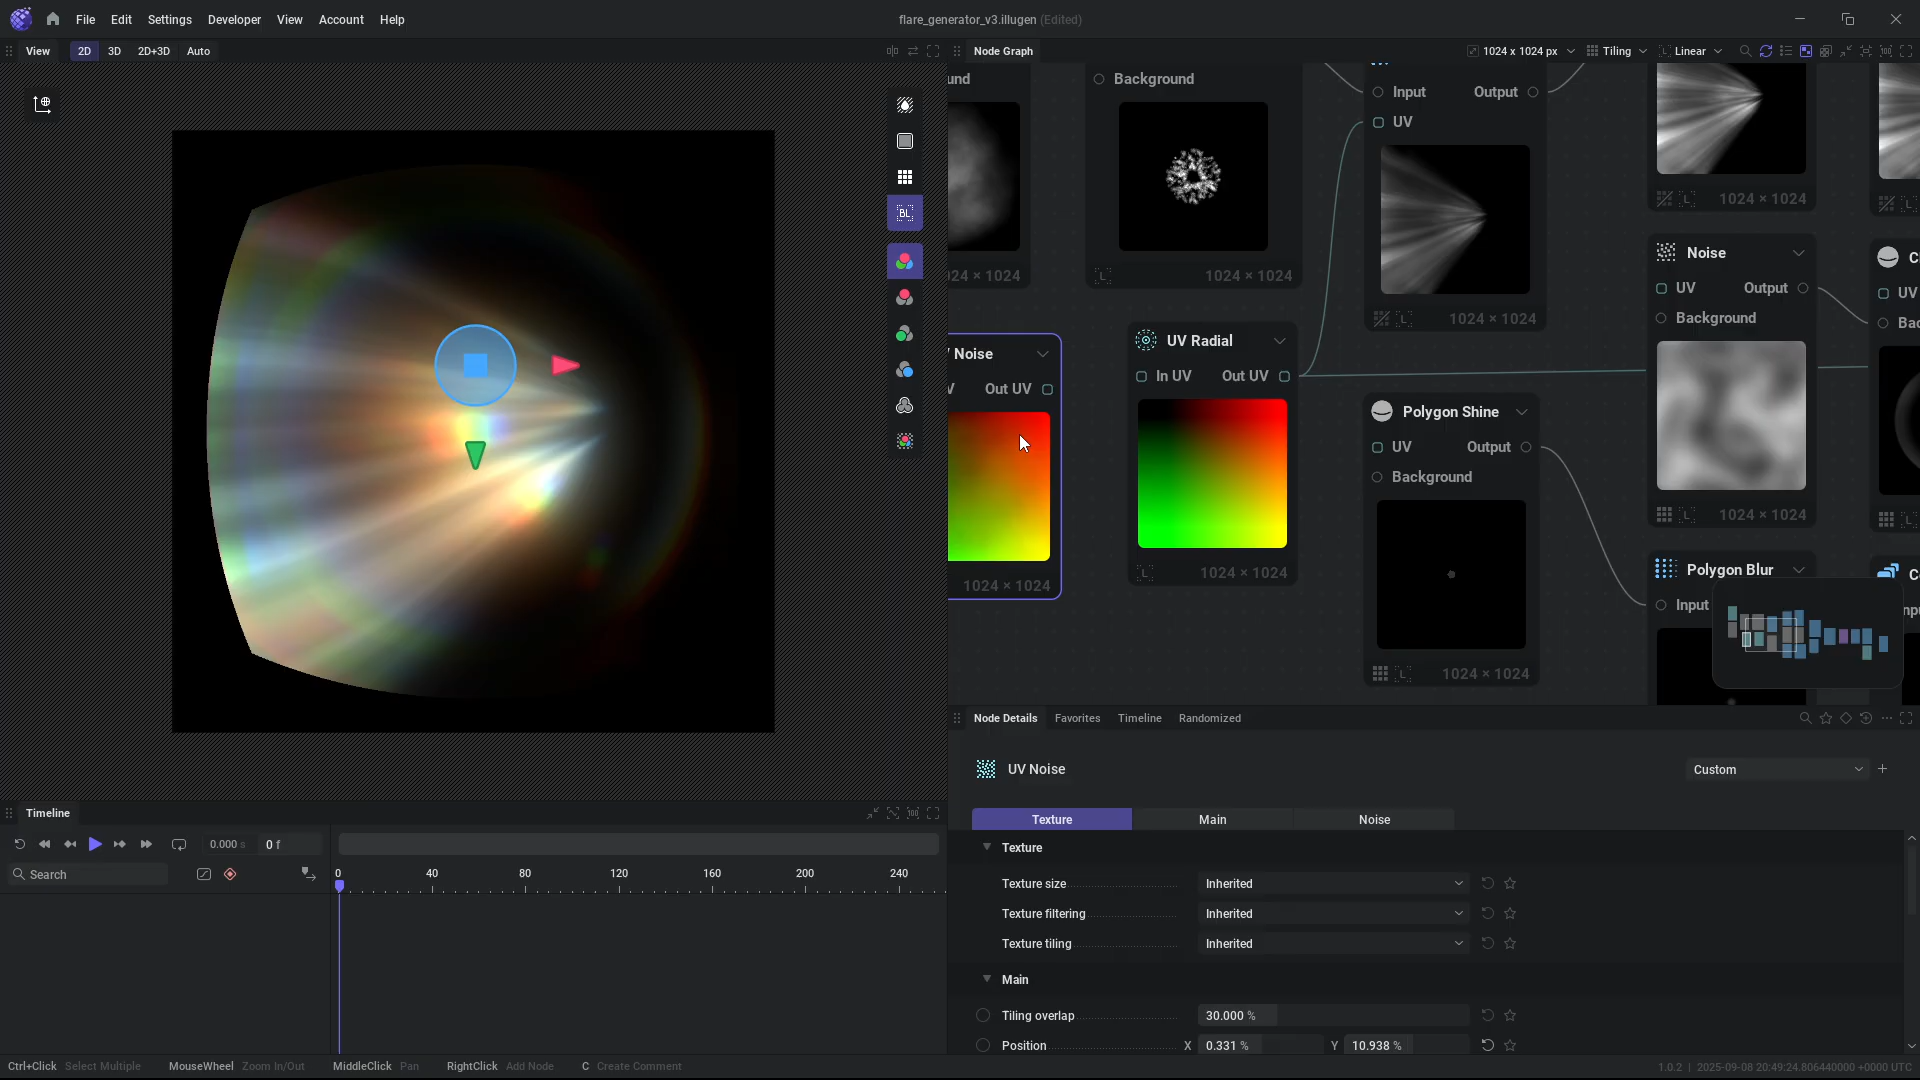 File Edit Settings Developer View Account Help
flare_generator_v3.illugen (Edited)
View 2D 3D 2D+3D Auto
Node Graph
1024 x 1024 px Tiling Linear
Background
1024 × 1024
Input Output
UV
1024 × 1024
1024 × 1024
Noise
UV Output
Background
1024 × 1024
UV
BL
Noise
Out UV
1024 × 1024
UV Radial
In UV Out UV
1024 × 1024
Polygon Shine
UV Output
Background
1024 × 1024
Polygon Blur
Input
Node Details Favorites Timeline Randomized
UV Noise
Custom
Texture Main Noise
Texture
Texture size Inherited
Texture filtering Inherited
Texture tiling Inherited
Main
Tiling overlap 30.000 %
Position X 0.331 % Y 10.938 %
Timeline
0.000 s 0 f
Search
0 40 80 120 160 200 240
Ctrl+Click Select Multiple MouseWheel Zoom In/Out MiddleClick Pan RightClick Add Node C Create Comment
1.0.2 | 2025-09-08 20:49:24.806440000 +0000 UTC